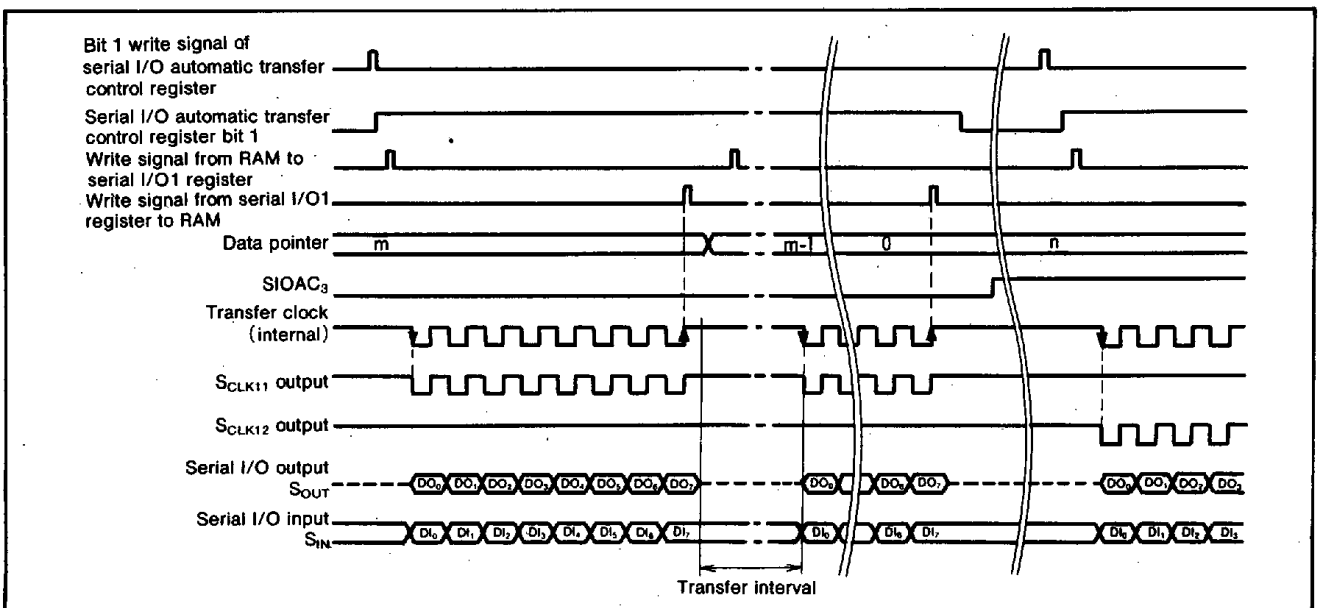 Bit 1 write signal of
serial I/O automatic transfer
control register
Serial I/O automatic transfer
control register bit 1
Write signal from RAM to
serial I/O1 register
Write signal from serial I/O1
register to RAM
Data pointer m m-1 0 n
SIOAC₃
Transfer clock
(internal)
SCLK11 output
SCLK12 output
Serial I/O output
SOUT DO₀ DO₁ DO₂ DO₃ DO₄ DO₅ DO₆ DO₇ DO₀ DO₆ DO₇ DO₀ DO₁ DO₂ DO₃
Serial I/O input
SIN DI₀ DI₁ DI₂ DI₃ DI₄ DI₅ DI₆ DI₇ DI₀ DI₆ DI₇ DI₀ DI₁ DI₂ DI₃
Transfer interval